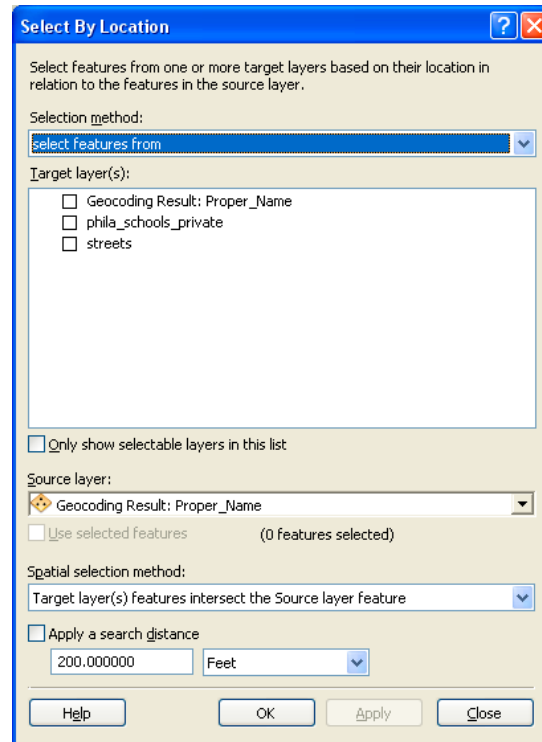 Select By Location
?
X
Select features from one or more target layers based on their location in
relation to the features in the source layer.
Selection method:
select features from
Target layer(s):
Geocoding Result: Proper_Name
phila_schools_private
streets
Only show selectable layers in this list
Source layer:
Geocoding Result: Proper_Name
Use selected features (0 features selected)
Spatial selection method:
Target layer(s) features intersect the Source layer feature
Apply a search distance
200.000000 Feet
Help OK Apply Close